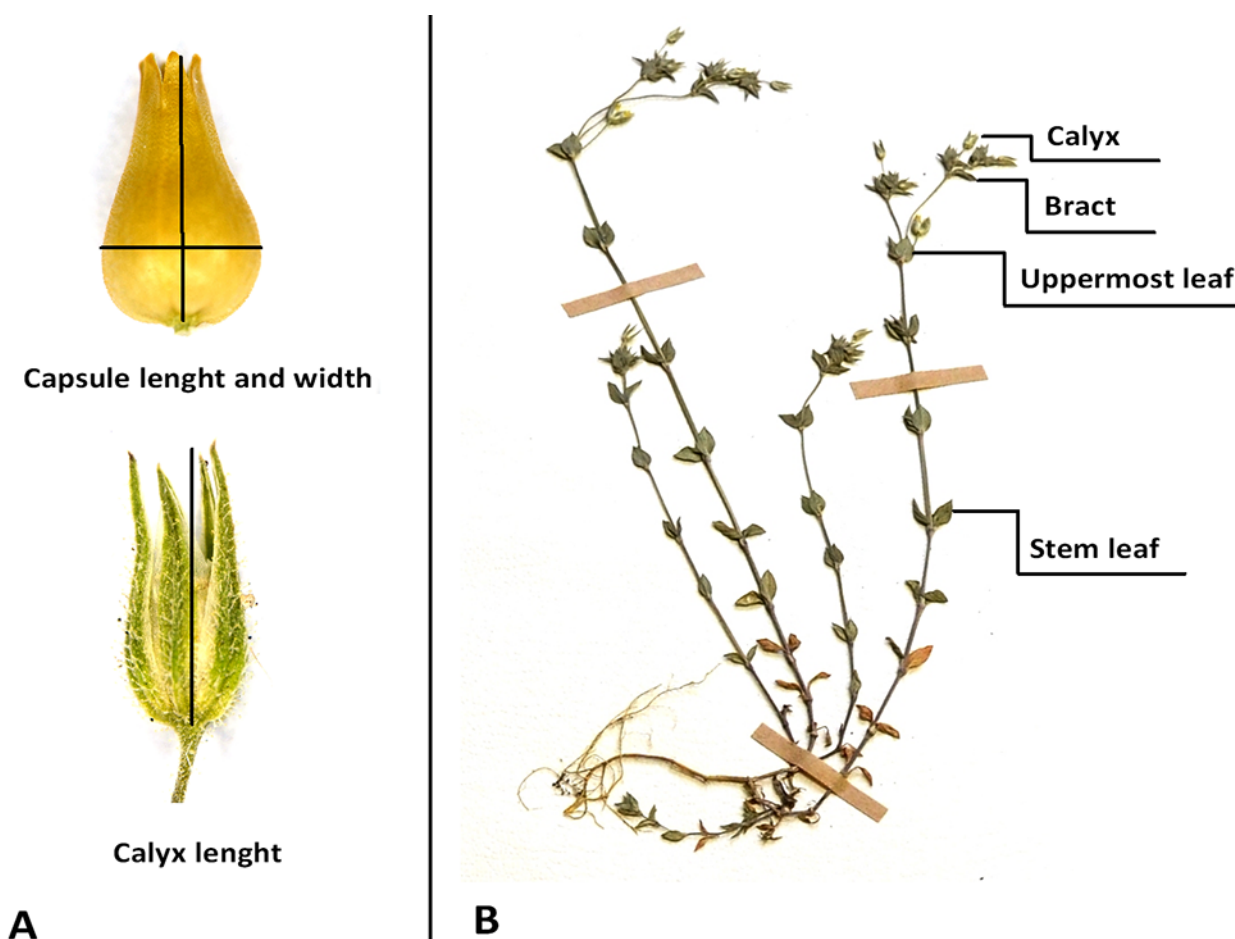 Capsule lenght and width
Calyx lenght
A
Calyx
Bract
Uppermost leaf
Stem leaf
B